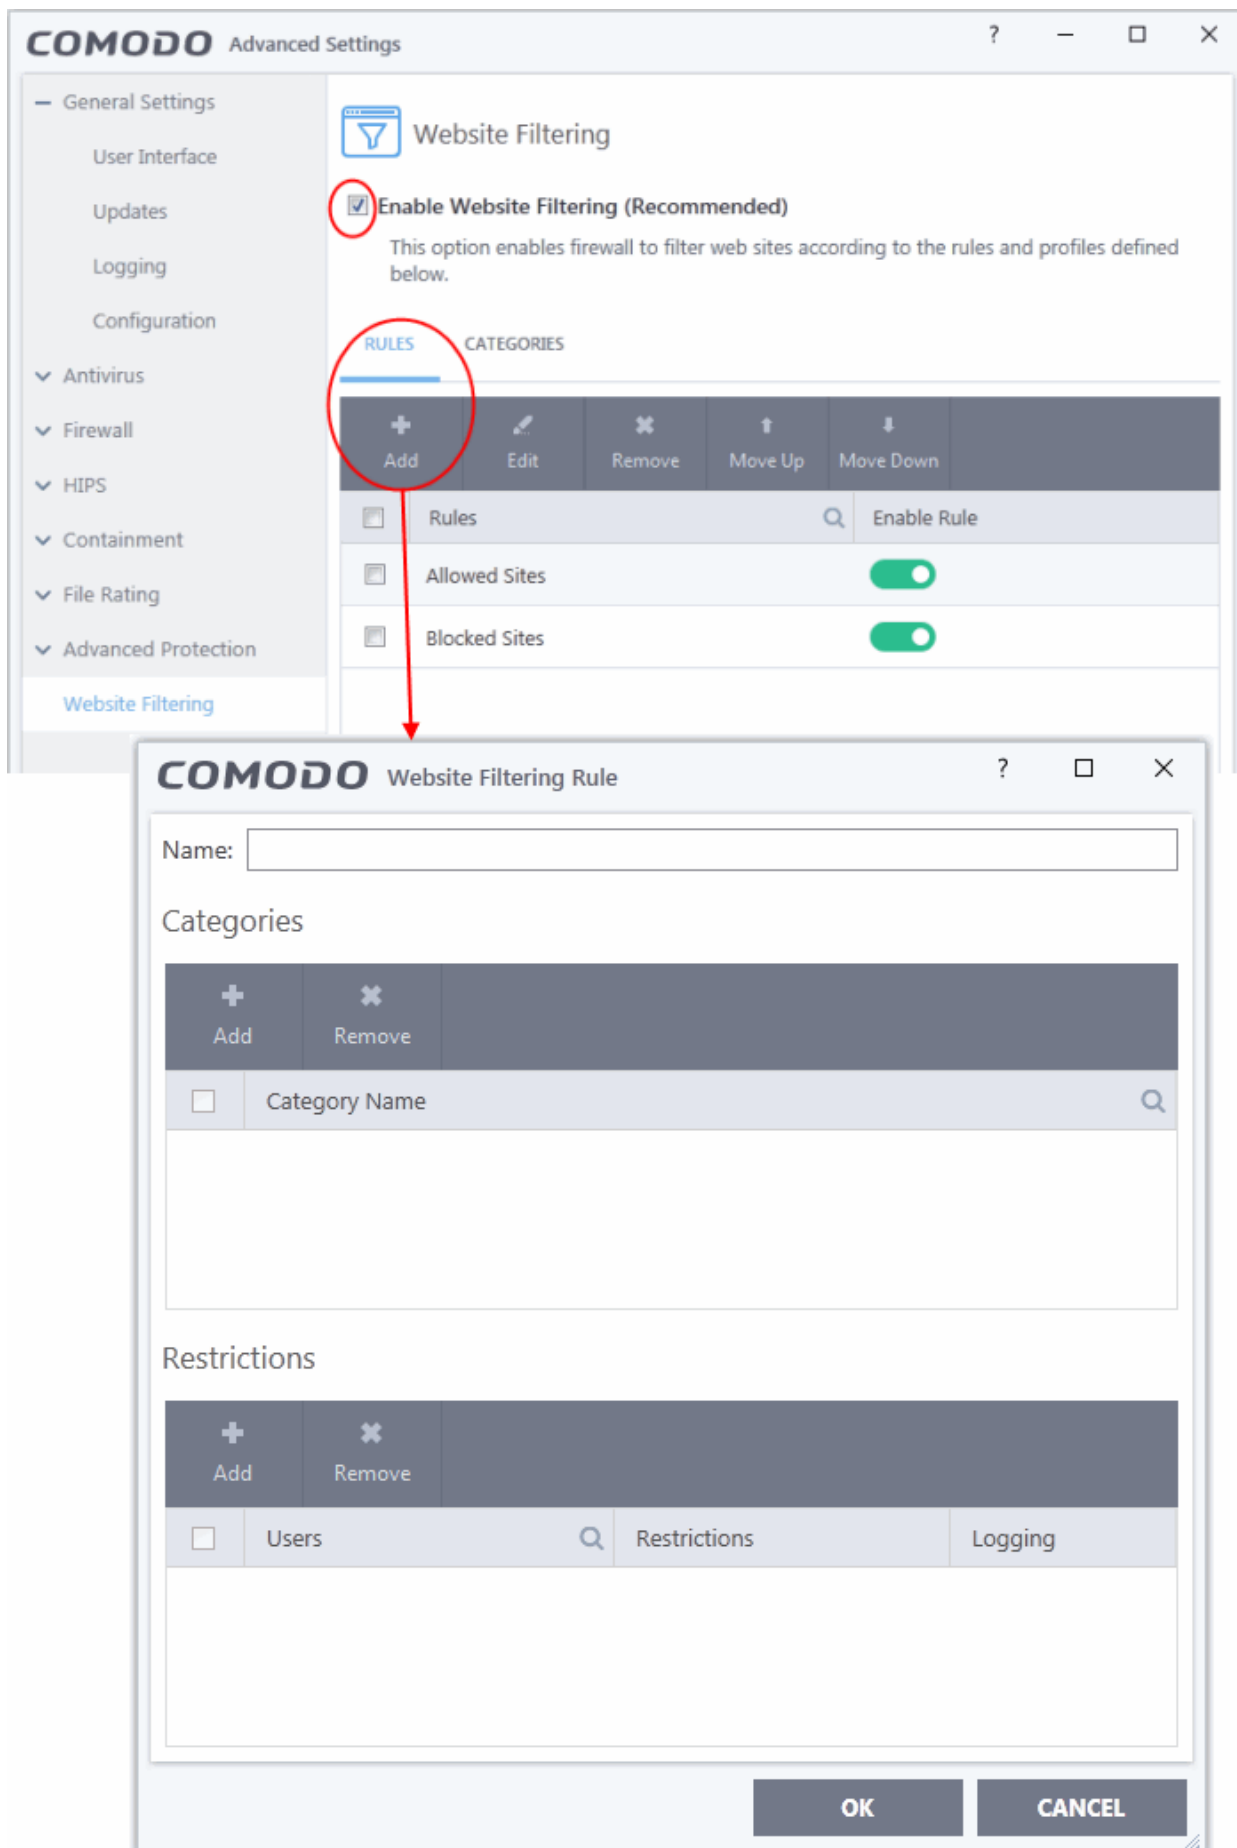 COMODO Advanced Settings ?
General Settings
User Interface
Updates
Logging
Configuration
Antivirus
Firewall
HIPS
Containment
File Rating
Advanced Protection
Website Filtering
Website Filtering
Enable Website Filtering (Recommended)
This option enables firewall to filter web sites according to the rules and profiles defined
below.
RULES CATEGORIES
Add Edit Remove Move Up Move Down
Rules Enable Rule
Allowed Sites
Blocked Sites
COMODO Website Filtering Rule ?
Name:
Categories
Add Remove
Category Name
Restrictions
Add Remove
Users Restrictions Logging
OK CANCEL